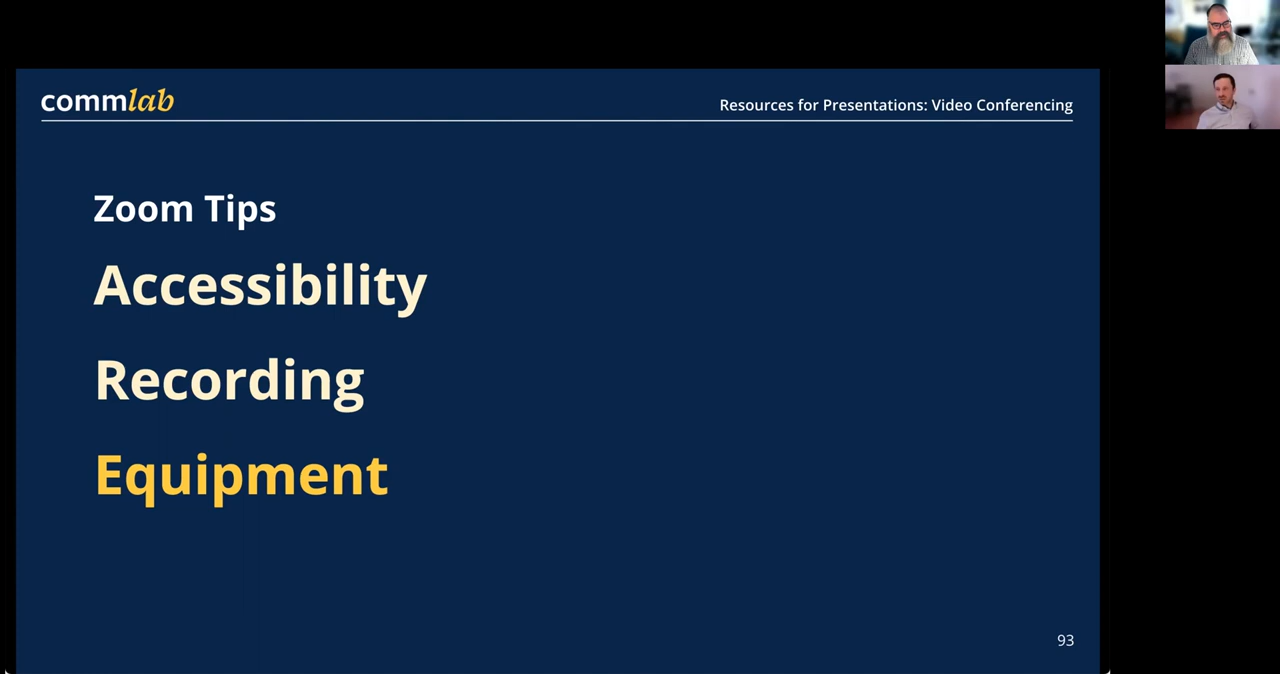 commlab
Resources for Presentations: Video Conferencing
Zoom Tips
Accessibility
Recording
Equipment
93